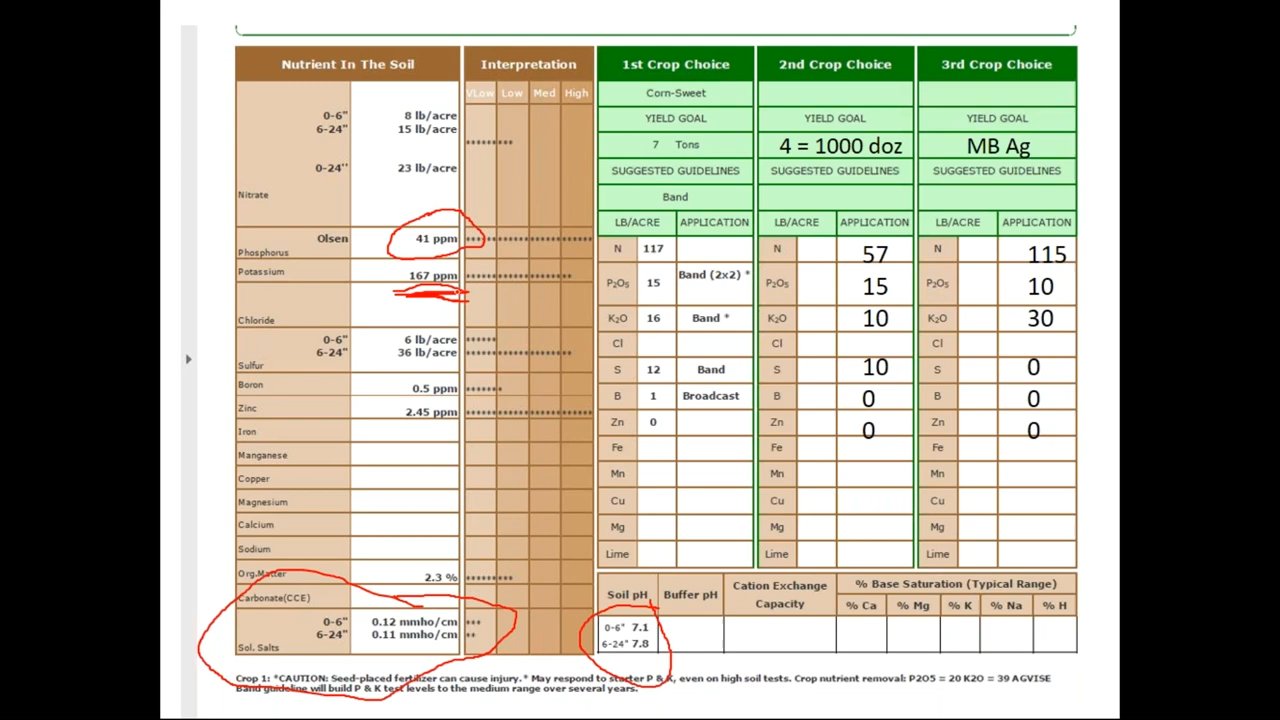 Nutrient In The Soil Interpretation 1st Crop Choice 2nd Crop Choice 3rd Crop Choice
VLow Low Med High Corn-Sweet
YIELD GOAL YIELD GOAL YIELD GOAL
7 Tons 4 = 1000 doz MB Ag
SUGGESTED GUIDELINES SUGGESTED GUIDELINES SUGGESTED GUIDELINES
Band
LB/ACRE APPLICATION LB/ACRE APPLICATION LB/ACRE APPLICATION
0-6" 8 lb/acre
6-24" 15 lb/acre
*********
0-24" 23 lb/acre
Nitrate
Olsen 41 ppm ************************
Phosphorus
Potassium 167 ppm ********************
Chloride
0-6" 6 lb/acre ******
6-24" 36 lb/acre ********************
Sulfur
Boron 0.5 ppm *******
Zinc 2.45 ppm ************************
Iron
Manganese
Copper
Magnesium
Calcium
Sodium
Org.Matter 2.3 % *********
Carbonate(CCE)
0-6" 0.12 mmho/cm ***
6-24" 0.11 mmho/cm **
Sol. Salts
N 117 N 57 N 115
P₂O₅ 15 Band (2x2) * P₂O₅ 15 P₂O₅ 10
K₂O 16 Band * K₂O 10 K₂O 30
Cl Cl Cl
S 12 Band S 10 S 0
B 1 Broadcast B 0 B 0
Zn 0 Zn 0 Zn 0
Fe Fe Fe
Mn Mn Mn
Cu Cu Cu
Mg Mg Mg
Lime Lime Lime
Soil pH Buffer pH Cation Exchange Capacity % Base Saturation (Typical Range)
% Ca % Mg % K % Na % H
0-6" 7.1
6-24" 7.8
Crop 1: *CAUTION: Seed-placed fertilizer can cause injury.* May respond to starter P & K, even on high soil tests. Crop nutrient removal: P2O5 = 20 K2O = 39 AGVISE
Band guideline will build P & K test levels to the medium range over several years.